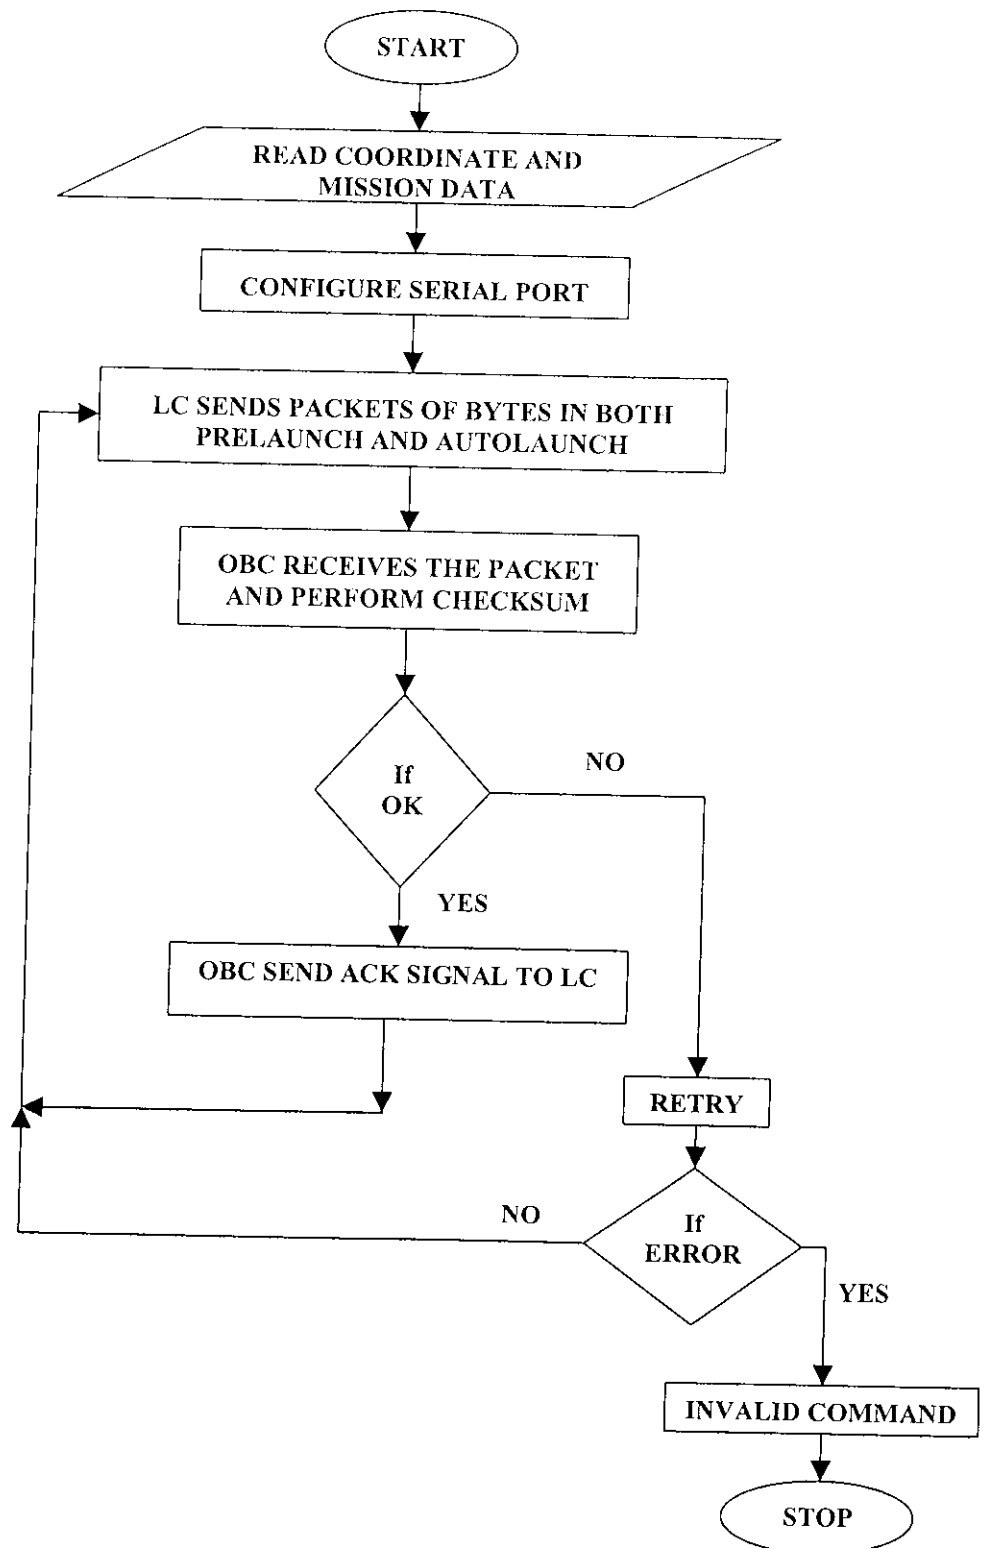 START
READ COORDINATE AND
MISSION DATA
CONFIGURE SERIAL PORT
LC SENDS PACKETS OF BYTES IN BOTH
PRELAUNCH AND AUTOLAUNCH
OBC RECEIVES THE PACKET
AND PERFORM CHECKSUM
If
OK
NO
YES
OBC SEND ACK SIGNAL TO LC
RETRY
NO
If
ERROR
YES
INVALID COMMAND
STOP